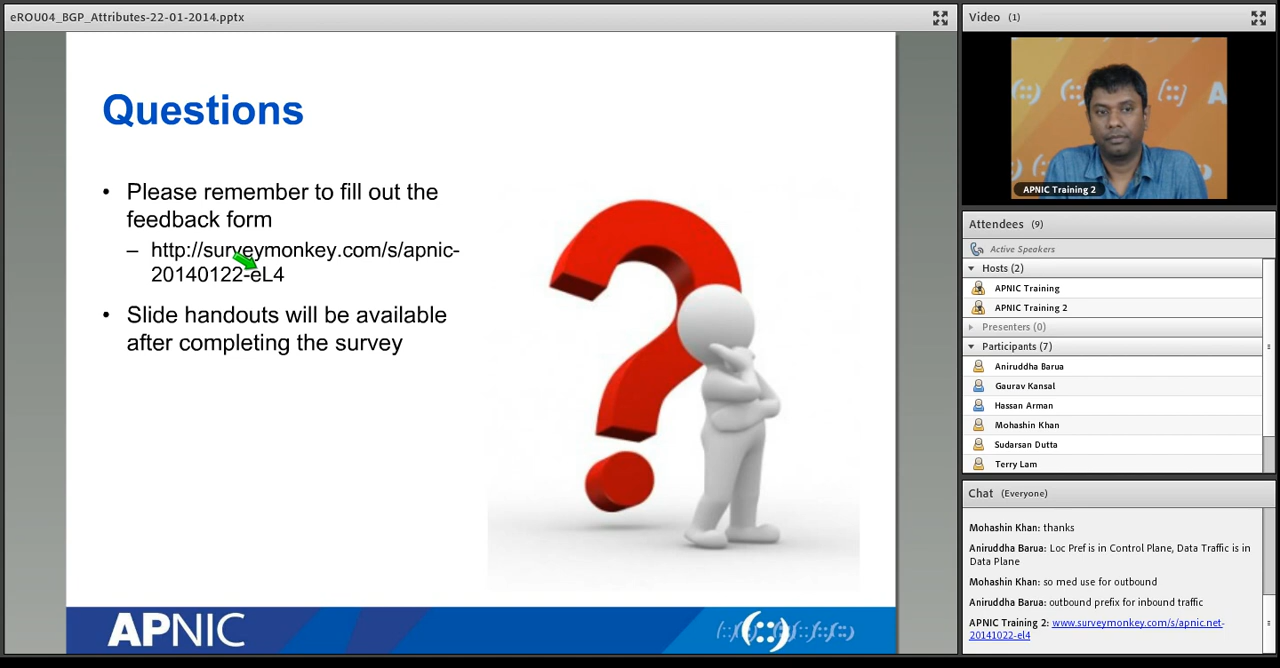 eROU04_BGP_Attributes-22-01-2014.pptx
Questions
• Please remember to fill out the
feedback form
– http://surveymonkey.com/s/apnic-
20140122-eL4
• Slide handouts will be available
after completing the survey
APNIC
Video (1)
A
APNIC Training 2
Attendees (9)
Active Speakers
Hosts (2)
APNIC Training
APNIC Training 2
Presenters (0)
Participants (7)
Aniruddha Barua
Gaurav Kansal
Hassan Arman
Mohashin Khan
Sudarsan Dutta
Terry Lam
Chat (Everyone)
Mohashin Khan: thanks
Aniruddha Barua: Loc Pref is in Control Plane, Data Traffic is in
Data Plane
Mohashin Khan: so med use for outbound
Aniruddha Barua: outbound prefix for inbound traffic
APNIC Training 2: www.surveymonkey.com/s/apnic.net-
20141022-el4